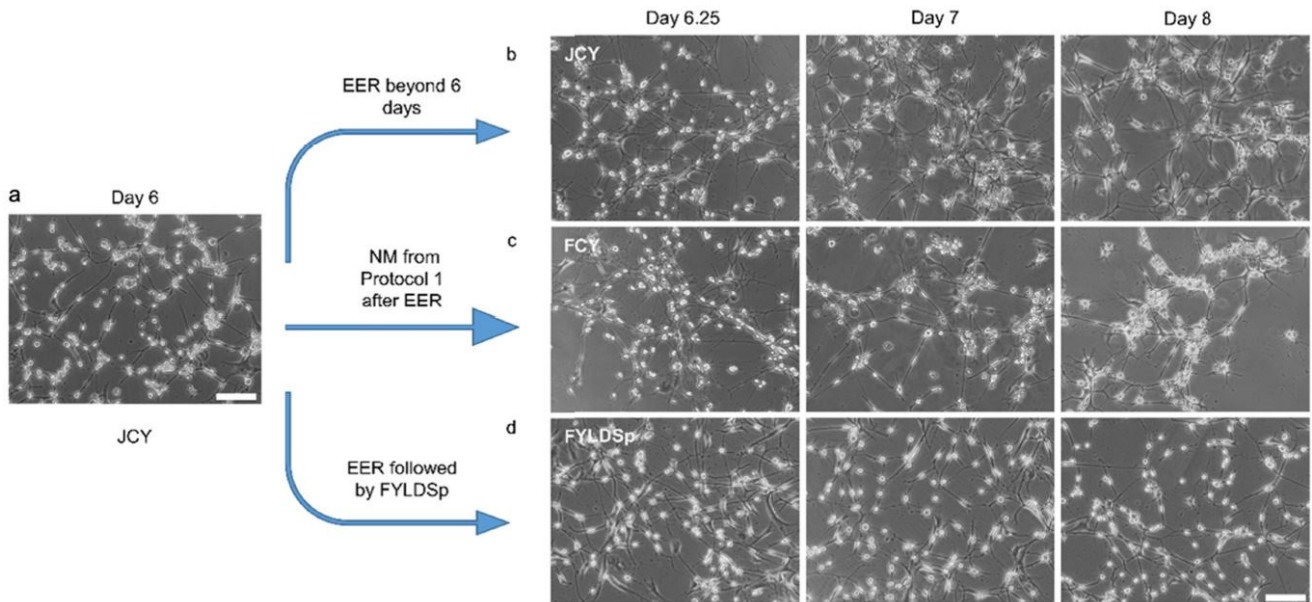 Day 6.25
Day 7
Day 8
b
JCY
EER beyond 6
days
a
Day 6
c
FCY
NM from
Protocol 1
after EER
JCY
d
FYLDSp
EER followed
by FYLDSp